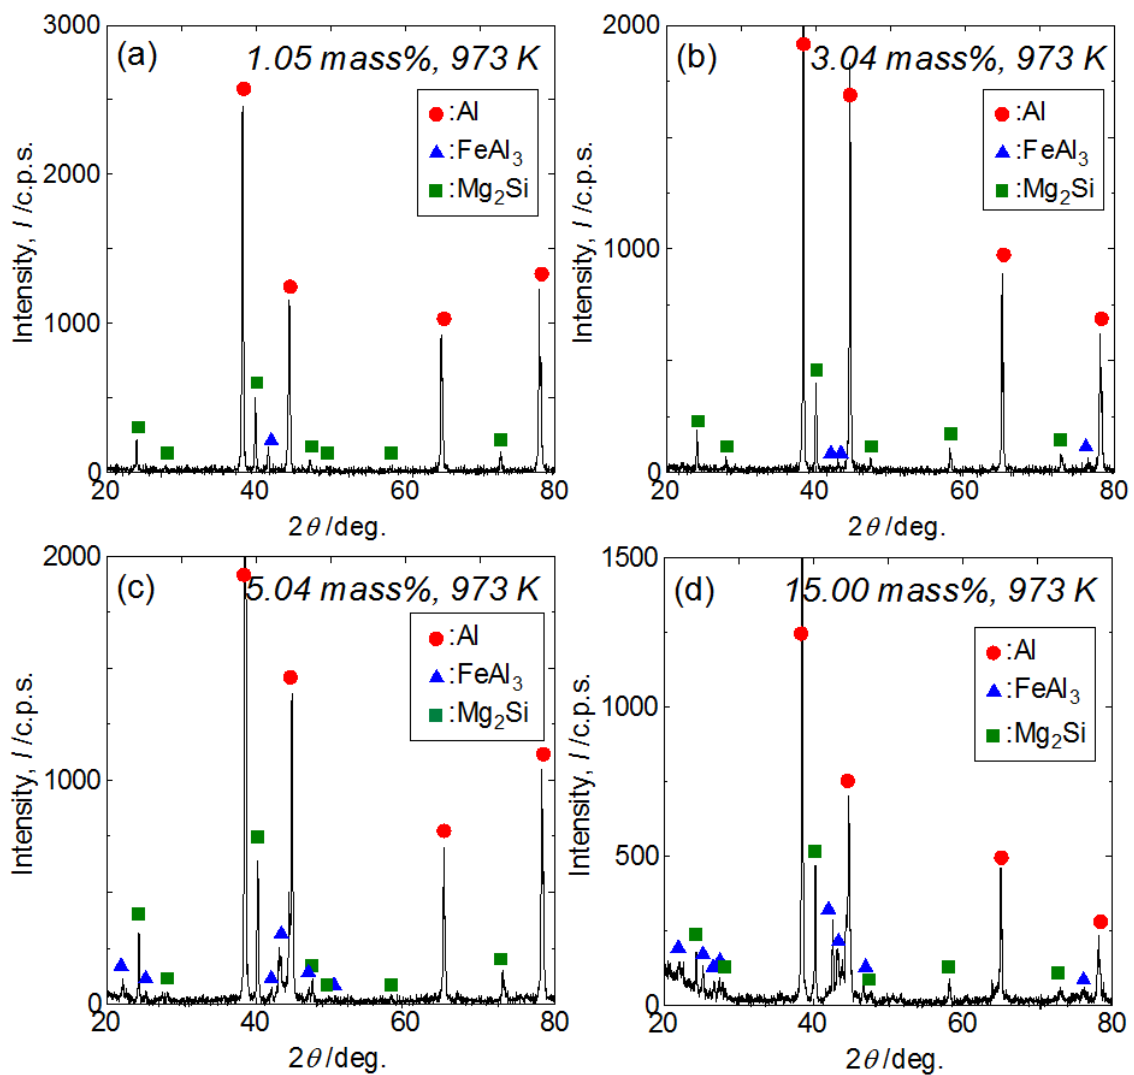 (a)
1.05 mass%, 973 K
3000
2000
1000
0
Intensity, I /c.p.s.
:Al
:FeAl3
:Mg2Si
20 40 60 80
2θ /deg.
(b)
3.04 mass%, 973 K
2000
1000
0
Intensity, I /c.p.s.
:Al
:FeAl3
:Mg2Si
20 40 60 80
2θ /deg.
(c)
5.04 mass%, 973 K
2000
1000
0
Intensity, I /c.p.s.
:Al
:FeAl3
:Mg2Si
20 40 60 80
2θ /deg.
(d)
15.00 mass%, 973 K
1500
1000
500
0
Intensity, I /c.p.s.
:Al
:FeAl3
:Mg2Si
20 40 60 80
2θ /deg.